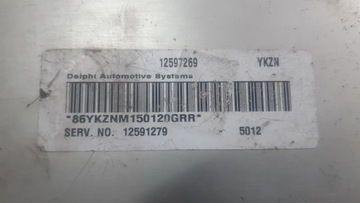 12597269 YKZN
Delphi Automotive Systems
*86YKZNM150120GRR*
SERV. NO. 12591279 5012